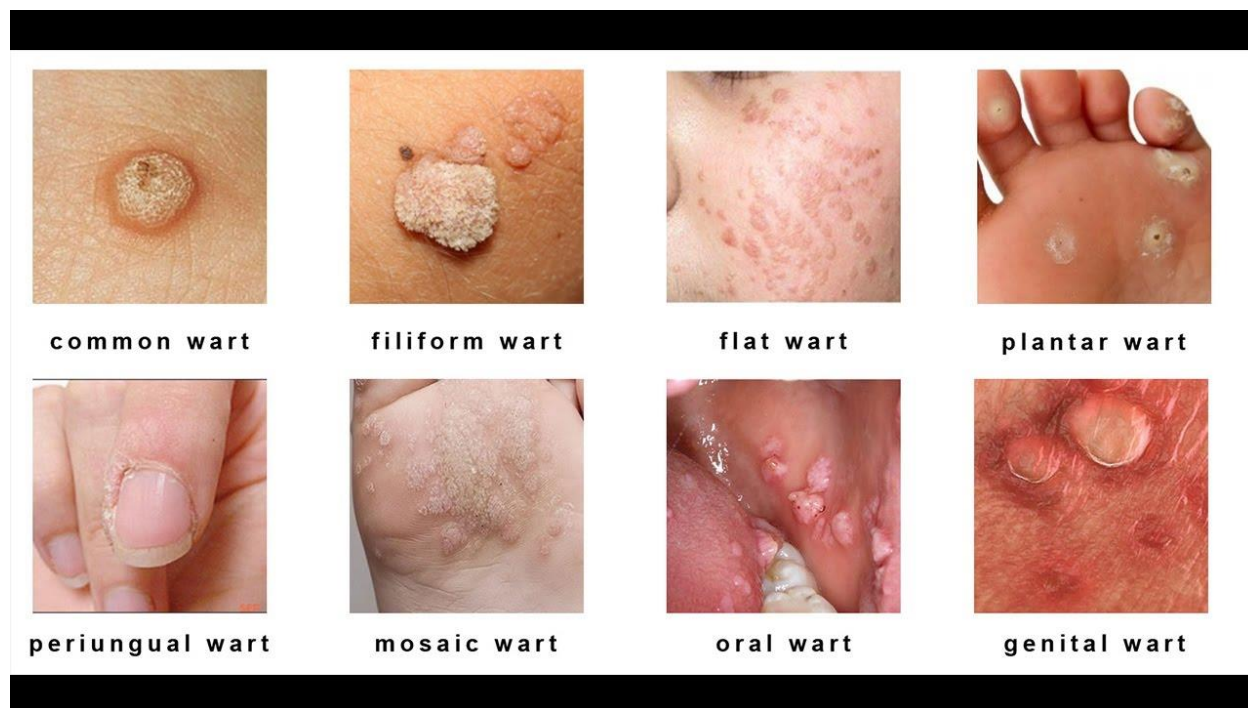 common wart
filiform wart
flat wart
plantar wart
periungual wart
mosaic wart
oral wart
genital wart